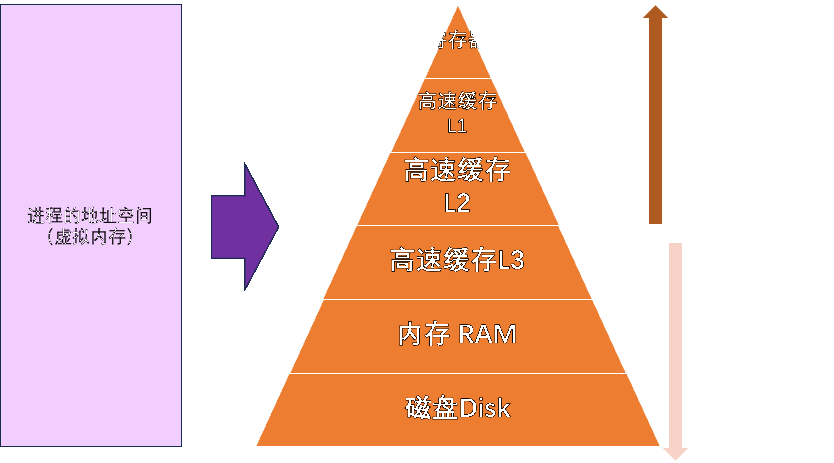 进程的地址空间
（虚拟内存）
寄存器
高速缓存
L1
高速缓存
L2
高速缓存L3
内存 RAM
磁盘Disk